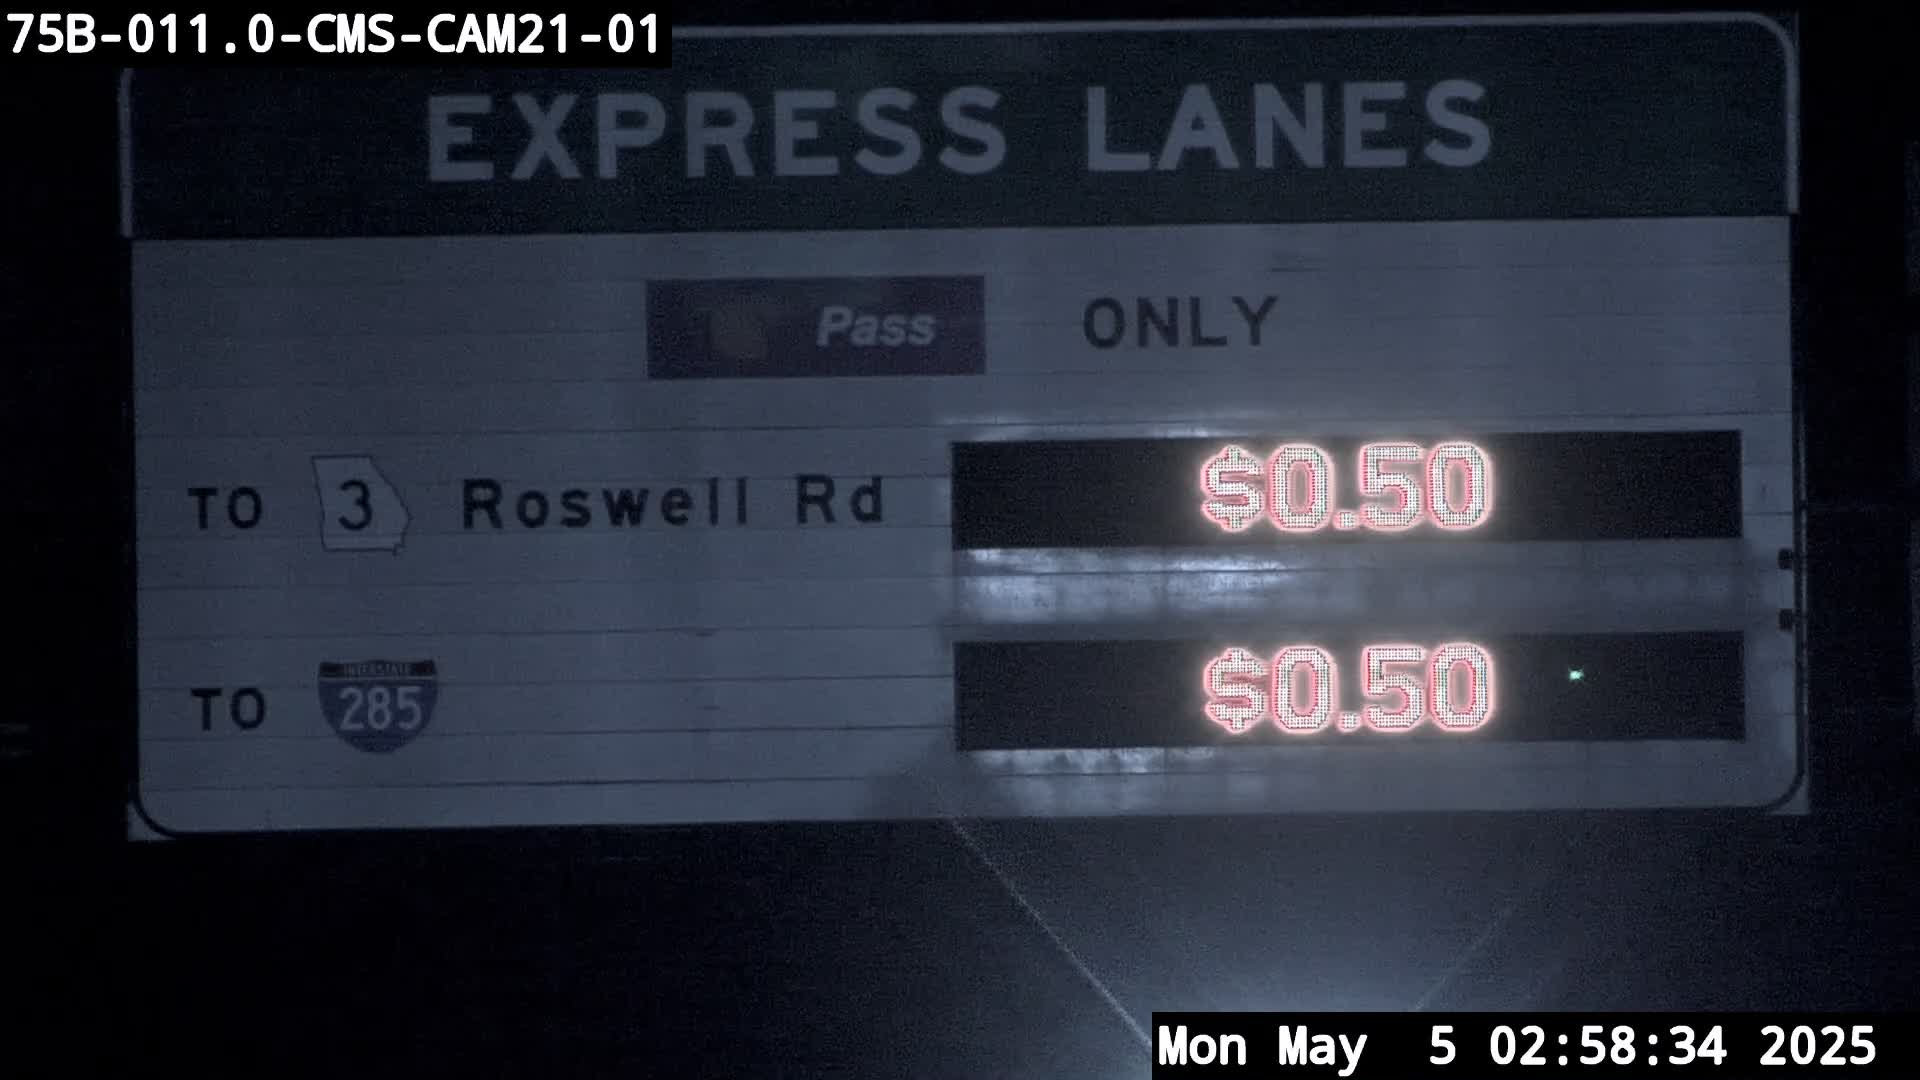 75B-011.0-CMS-CAM21-01
EXPRESS LANES
Pass ONLY
TO 3 Roswell Rd $0.50
INTERSTATE
TO 285 $0.50
Mon May 5 02:58:34 2025